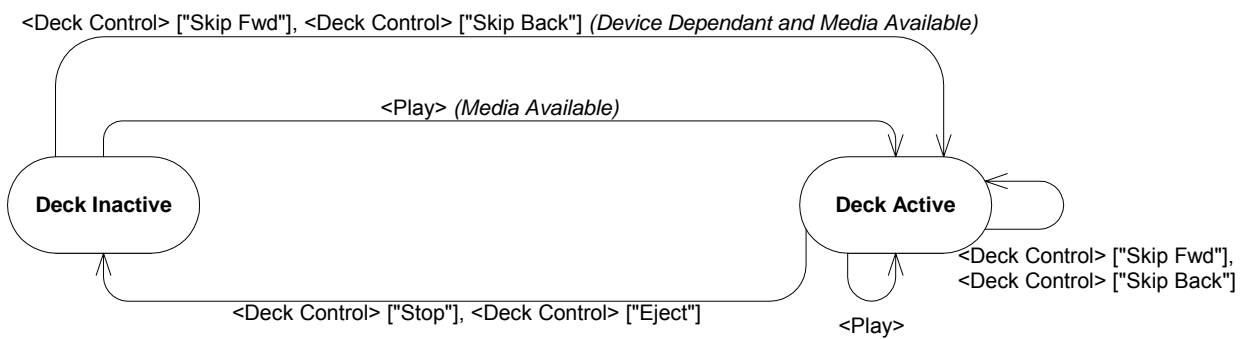 <Deck Control> ["Skip Fwd"], <Deck Control> ["Skip Back"] (Device Dependant and Media Available)
<Play> (Media Available)
Deck Inactive
Deck Active
<Deck Control> ["Skip Fwd"],
<Deck Control> ["Skip Back"]
<Deck Control> ["Stop"], <Deck Control> ["Eject"]
<Play>